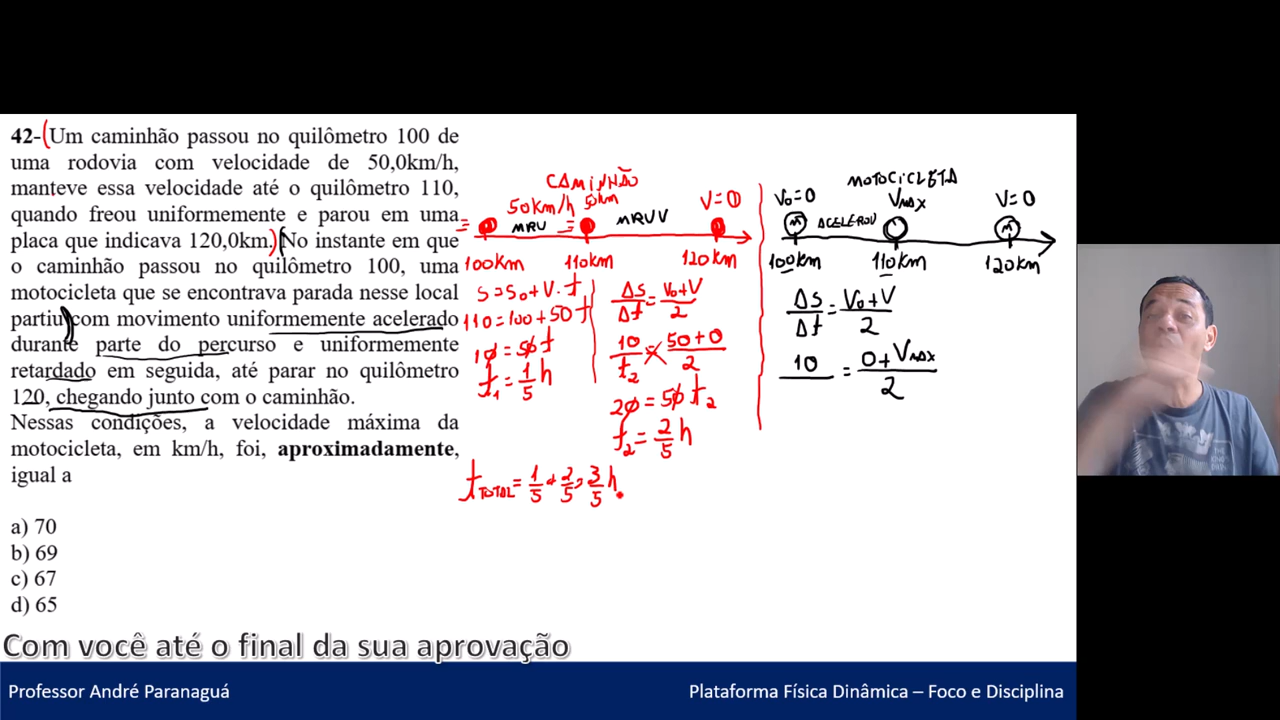 42-(Um caminhão passou no quilômetro 100 de
uma rodovia com velocidade de 50,0km/h,
manteve essa velocidade até o quilômetro 110,
quando freou uniformemente e parou em uma
placa que indicava 120,0km.) (No instante em que
o caminhão passou no quilômetro 100, uma
motocicleta que se encontrava parada nesse local
partiu) com movimento uniformemente acelerado
durante parte do percurso e uniformemente
retardado em seguida, até parar no quilômetro
120, chegando junto com o caminhão.
Nessas condições, a velocidade máxima da
motocicleta, em km/h, foi, aproximadamente,
igual a
a) 70
b) 69
c) 67
d) 65
CAMINHÃO
50km/h 50km V=0
MRU MRUV
100km 110km 120km
S=S0+V.t
110=100+50t
10=50t
t1=1/5 h
ΔS/Δt=V0+V/2
10/t2 50+0/2
20=50t2
t2=2/5 h
tTOTAL=1/5+2/5=3/5 h
MOTOCICLETA
V0=0 VMAX V=0
M ACELEROU M
100km 110km 120km
ΔS/Δt=V0+V/2
10 = 0+VMAX/2
Com você até o final da sua aprovação
Professor André Paranaguá
Plataforma Física Dinâmica – Foco e Disciplina